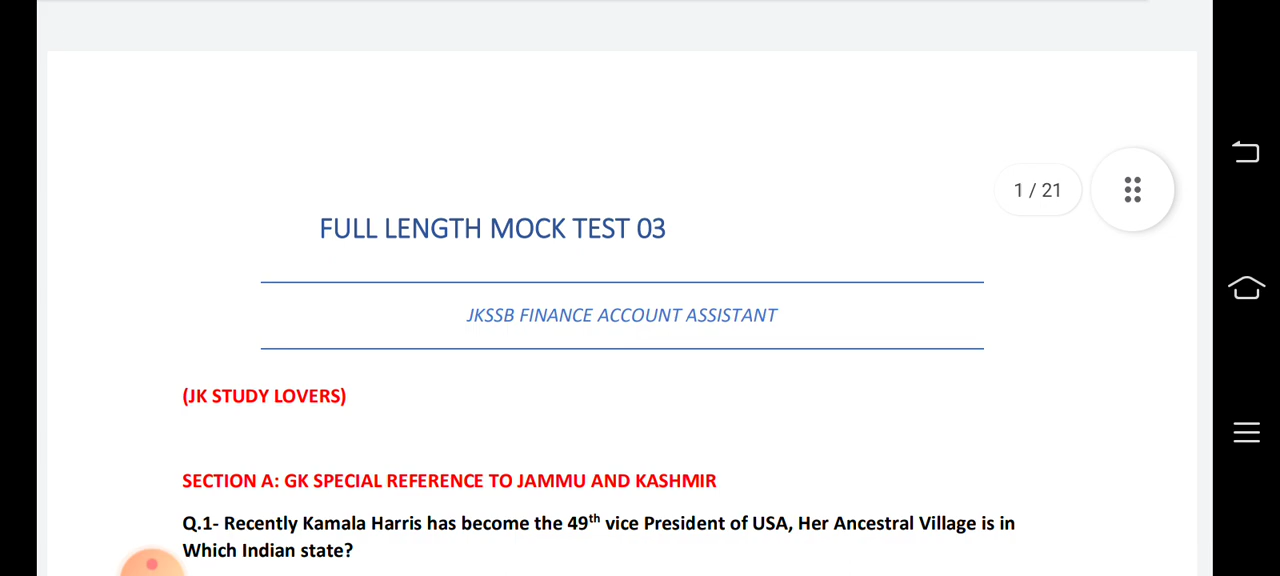 1 / 21
FULL LENGTH MOCK TEST 03
JKSSB FINANCE ACCOUNT ASSISTANT
(JK STUDY LOVERS)
SECTION A: GK SPECIAL REFERENCE TO JAMMU AND KASHMIR
Q.1- Recently Kamala Harris has become the 49th vice President of USA, Her Ancestral Village is in
Which Indian state?